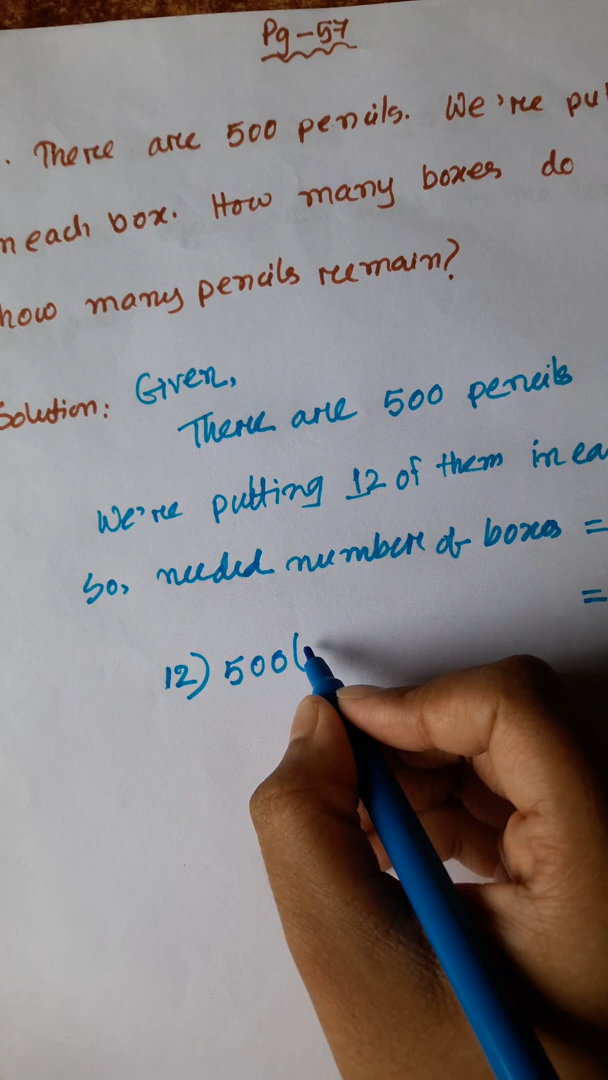 Pg-57
. There are 500 pencils. We're pu
n each box. How many boxes do
how many pencils remain?
Solution: Given,
There are 500 pencils
We're putting 12 of them in ea
So, needed number of boxes =
=
12) 500(